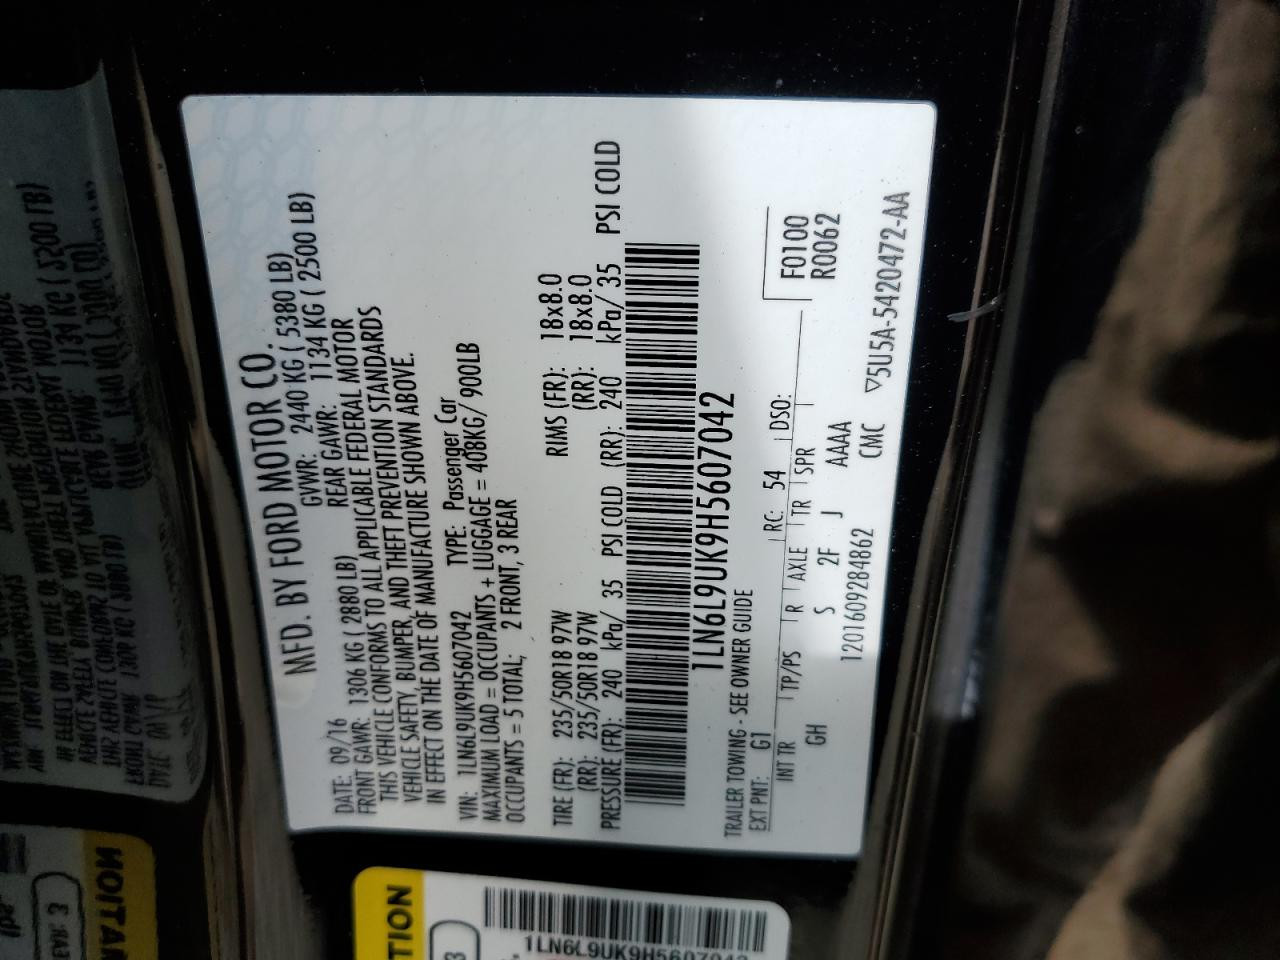 MFD. BY FORD MOTOR CO.
DATE: 09/16 GVWR: 2440 KG ( 5380 LB)
FRONT GAWR: 1306 KG ( 2880 LB) REAR GAWR: 1134 KG ( 2500 LB)
THIS VEHICLE CONFORMS TO ALL APPLICABLE FEDERAL MOTOR
VEHICLE SAFETY, BUMPER, AND THEFT PREVENTION STANDARDS
IN EFFECT ON THE DATE OF MANUFACTURE SHOWN ABOVE.
VIN: 1LN6L9UK9H5607042 TYPE: Passenger Car
MAXIMUM LOAD = OCCUPANTS + LUGGAGE = 408KG/ 900LB
OCCUPANTS = 5 TOTAL; 2 FRONT, 3 REAR
TIRE (FR): 235/50R18 97W RIMS (FR): 18x8.0
(RR): 235/50R18 97W (RR): 18x8.0
PRESSURE (FR): 240 kPa/ 35 PSI COLD (RR): 240 kPa/ 35 PSI COLD
1LN6L9UK9H5607042
TRAILER TOWING - SEE OWNER GUIDE
EXT PNT: G1 RC: 54 DSO: F0100
INT TR TP/PS R AXLE TR SPR R0062
GH S 2F J AAAA
1201609284862 CMC ▽5U5A-5420472-AA
1LN6L9UK9H5607042